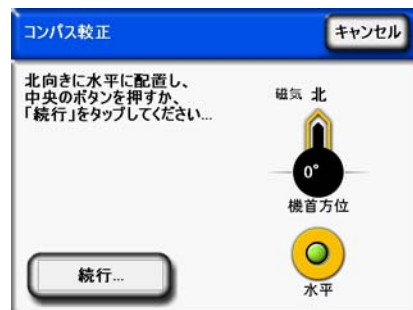 コンパス較正
キャンセル
北向きに水平に配置し、
中央のボタンを押すか、
「続行」をタップしてください...
磁気 北
0°
機首方位
続行...
水平